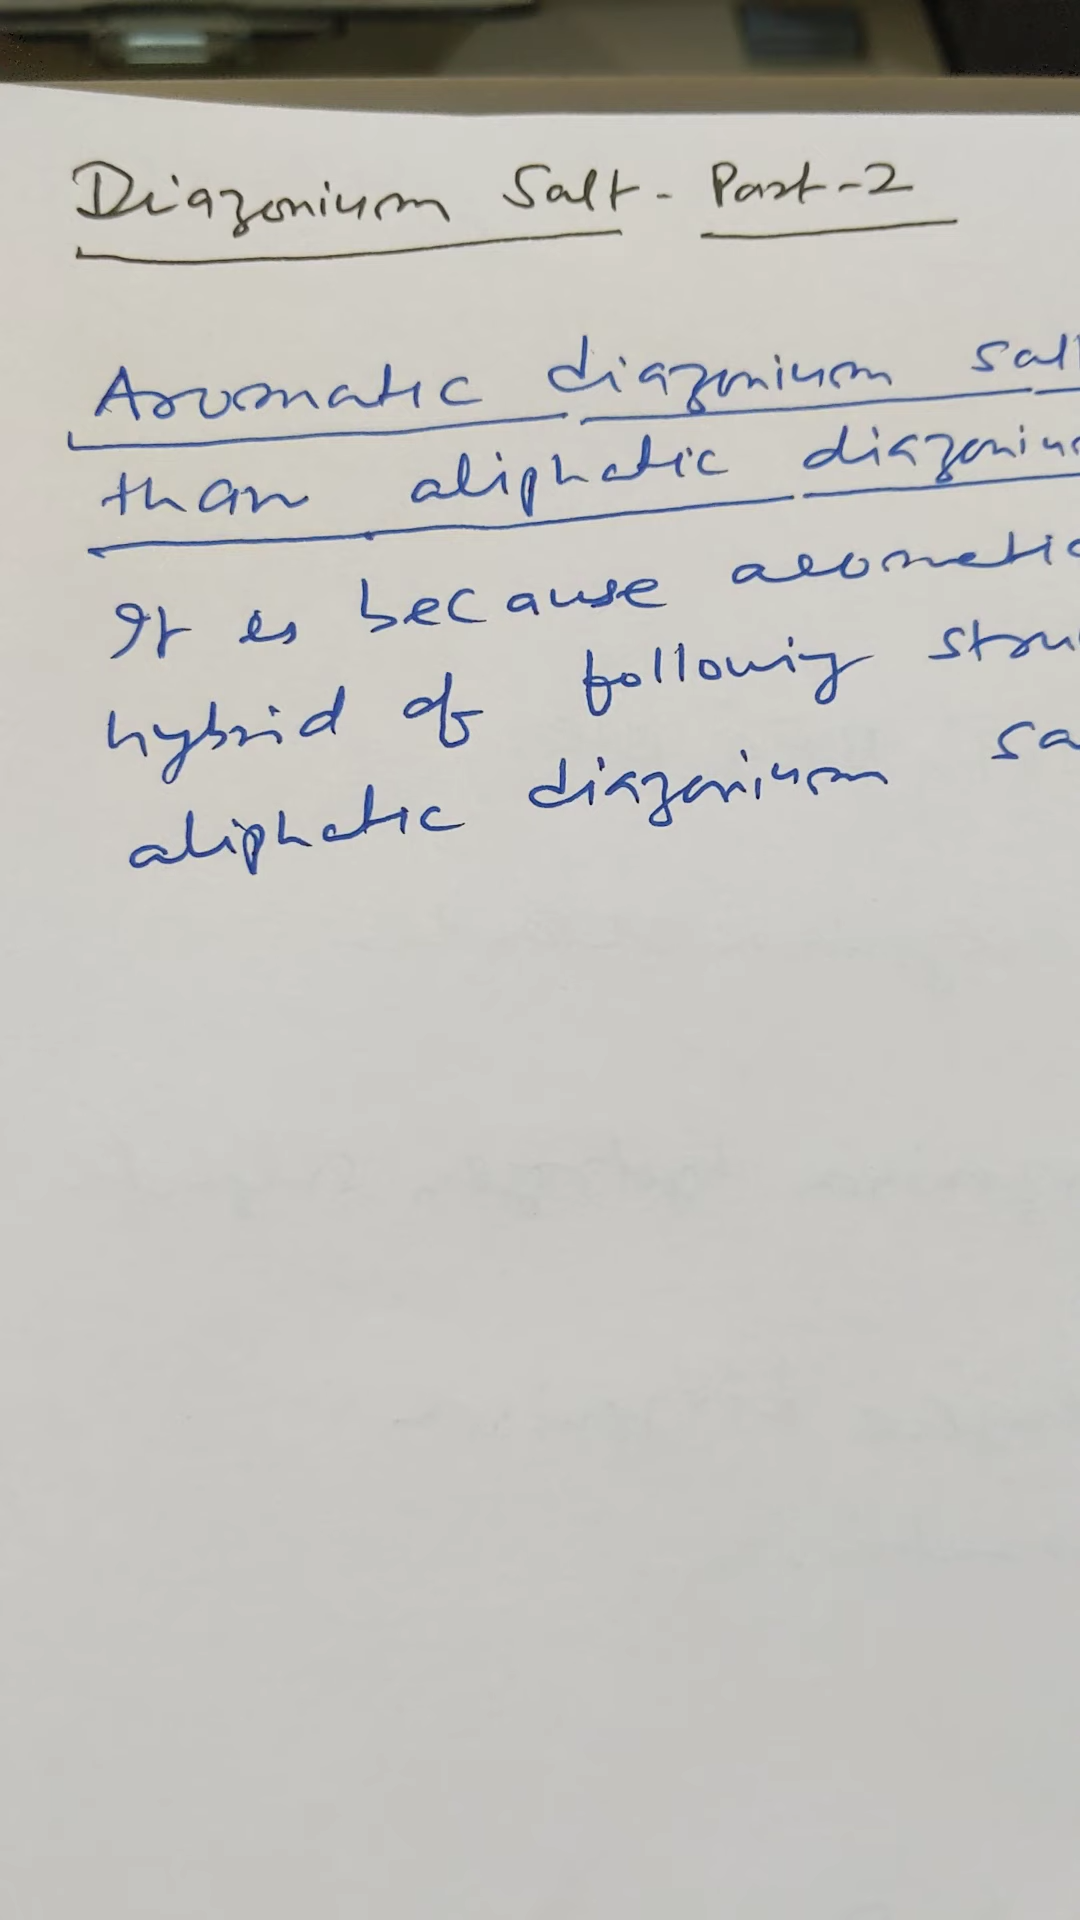 Diazonium Salt - Part-2
Aromatic diazonium sal
than aliphatic diazoniu
It is because aromatic
hybrid of following stru
aliphatic diazonium sa